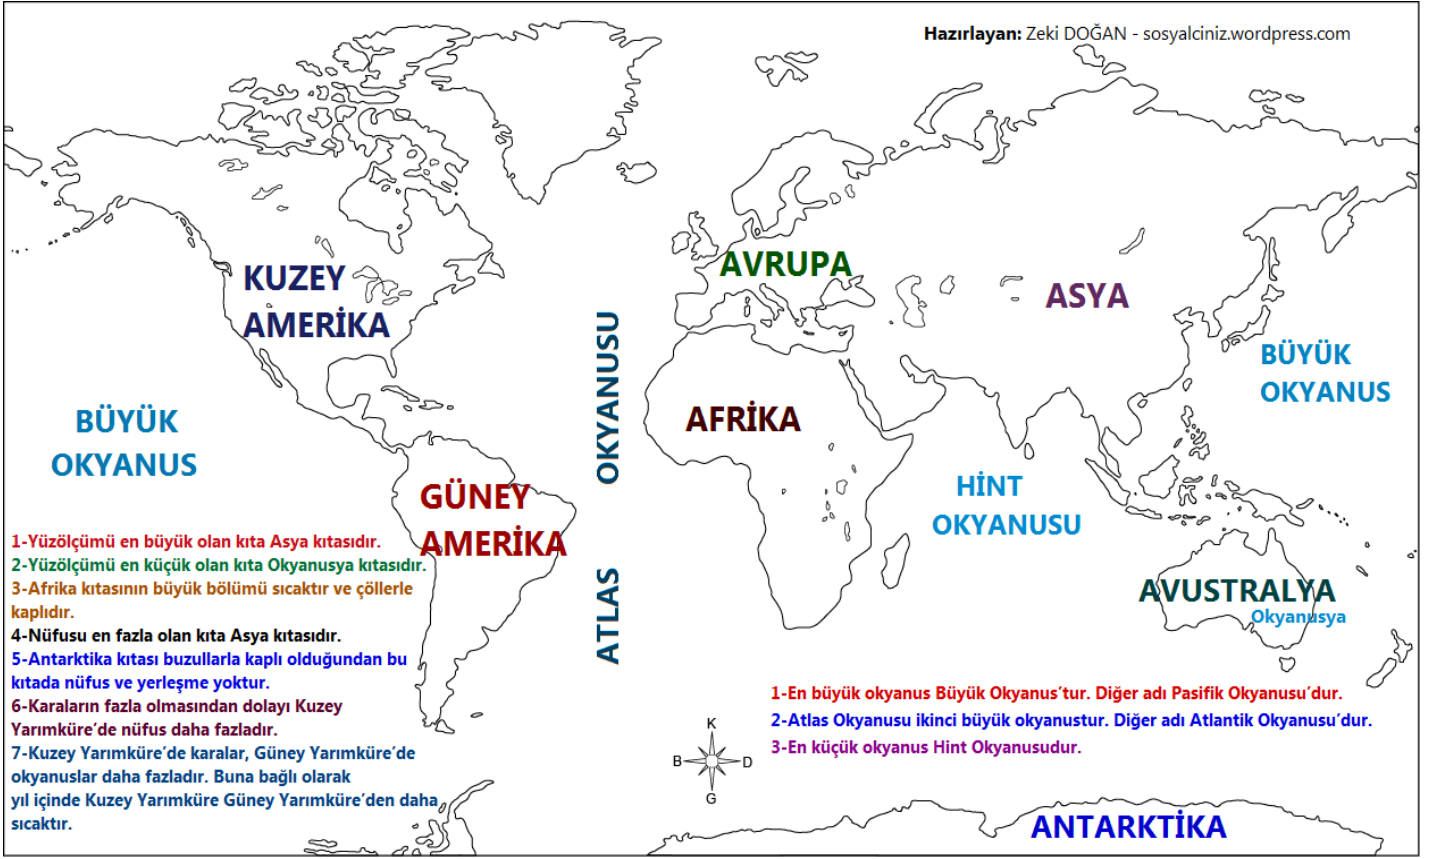 Hazırlayan: Zeki DOĞAN - sosyalciniz.wordpress.com
KUZEY
AMERİKA
AVRUPA
ASYA
BÜYÜK
OKYANUS
BÜYÜK
OKYANUS
ATLAS OKYANUSU
AFRİKA
GÜNEY
AMERİKA
HİNT
OKYANUSU
AVUSTRALYA
Okyanusya
1-Yüzölçümü en büyük olan kıta Asya kıtasıdır.
2-Yüzölçümü en küçük olan kıta Okyanusya kıtasıdır.
3-Afrika kıtasının büyük bölümü sıcaktır ve çöllerle
kaplıdır.
4-Nüfusu en fazla olan kıta Asya kıtasıdır.
5-Antarktika kıtası buzullarla kaplı olduğundan bu
kıtada nüfus ve yerleşme yoktur.
6-Karaların fazla olmasından dolayı Kuzey
Yarımküre’de nüfus daha fazladır.
7-Kuzey Yarımküre’de karalar, Güney Yarımküre’de
okyanuslar daha fazladır. Buna bağlı olarak
yıl içinde Kuzey Yarımküre Güney Yarımküre’den daha
sıcaktır.
1-En büyük okyanus Büyük Okyanus’tur. Diğer adı Pasifik Okyanusu’dur.
2-Atlas Okyanusu ikinci büyük okyanustur. Diğer adı Atlantik Okyanusu’dur.
3-En küçük okyanus Hint Okyanusudur.
K
B D
G
ANTARKTİKA